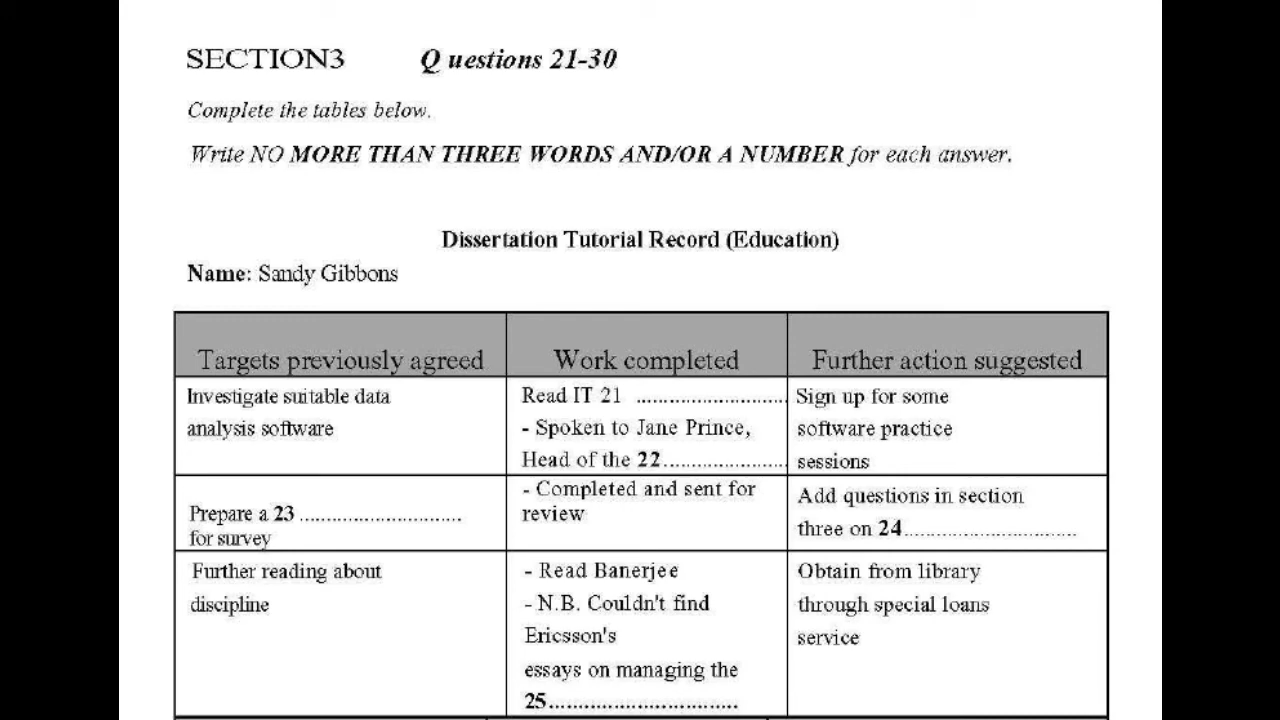 SECTION3 Q uestions 21-30
Complete the tables below.
Write NO MORE THAN THREE WORDS AND/OR A NUMBER for each answer.
Dissertation Tutorial Record (Education)
Name: Sandy Gibbons
Targets previously agreed
Work completed
Further action suggested
Investigate suitable data
analysis software
Read IT 21 ............................
- Spoken to Jane Prince,
Head of the 22.......................
Sign up for some
software practice
sessions
Prepare a 23 ..............................
for survey
- Completed and sent for
review
Add questions in section
three on 24................................
Further reading about
discipline
- Read Banerjee
- N.B. Couldn't find
Ericsson's
essays on managing the
25...................................
Obtain from library
through special loans
service